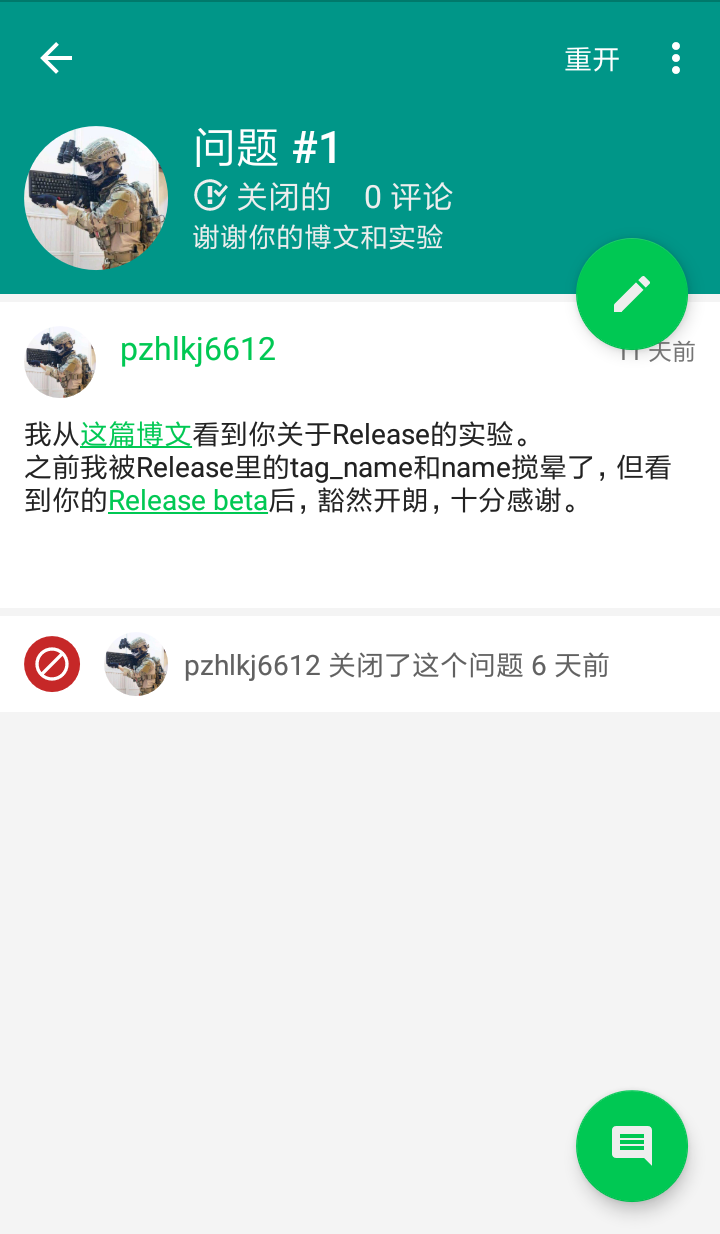 重开
问题 #1
关闭的 0 评论
谢谢你的博文和实验
pzhlkj6612
11 天前
我从这篇博文看到你关于Release的实验。
之前我被Release里的tag_name和name搅晕了，但看
到你的Release beta后，豁然开朗，十分感谢。
pzhlkj6612 关闭了这个问题 6 天前